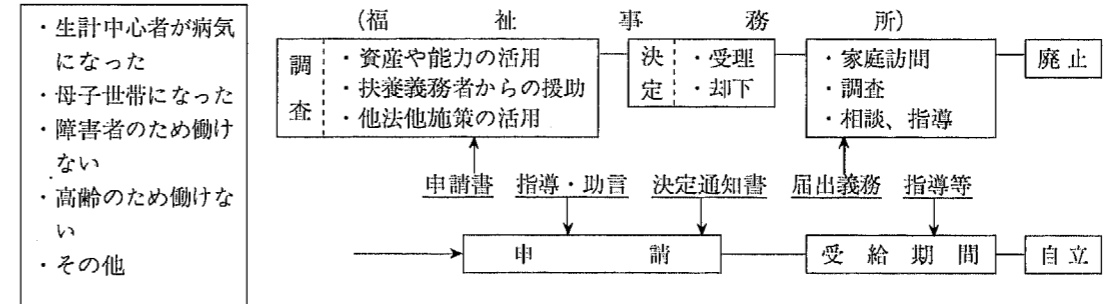 ・生計中心者が病気
になった
・母子世帯になった
・障害者のため働け
ない
・高齢のため働けな
い
・その他
(福祉事務所)
調査
・資産や能力の活用
・扶養義務者からの援助
・他法他施策の活用
決定
・受理
・却下
・家庭訪問
・調査
・相談、指導
廃止
申請書 指導・助言 決定通知書 届出義務 指導等
申請 受給期間 自立